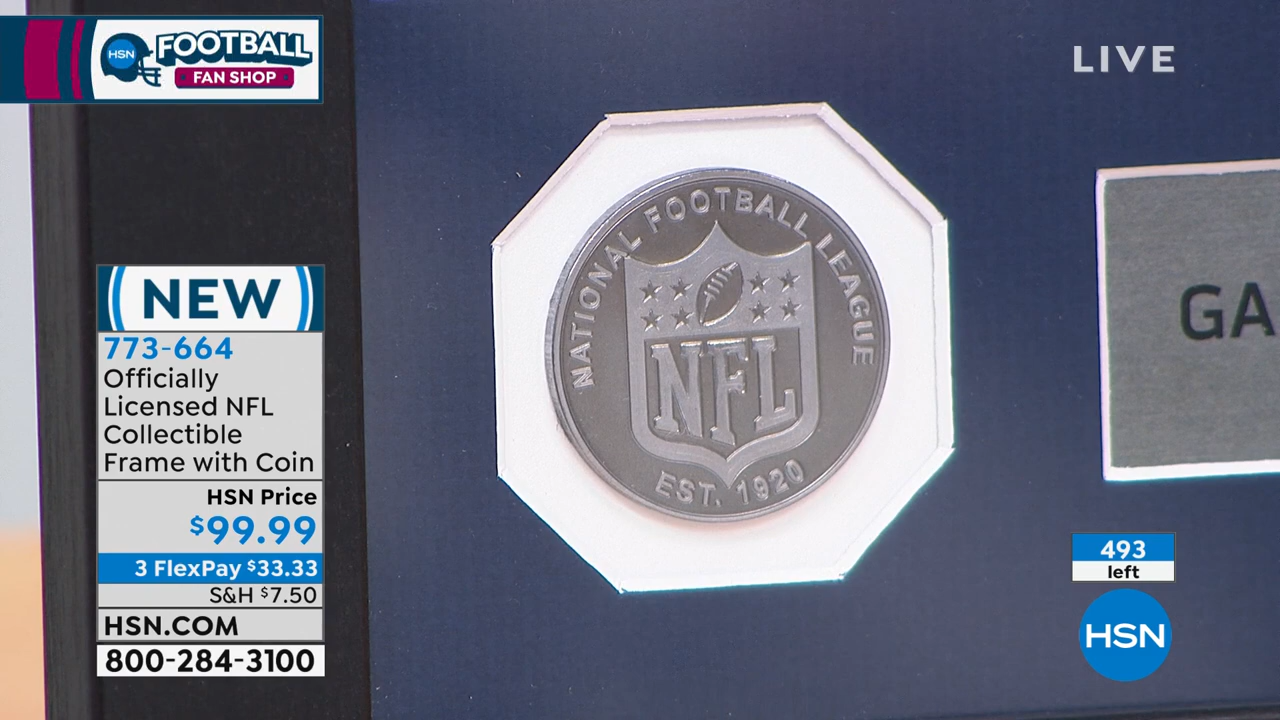 HSN
FOOTBALL
FAN SHOP
LIVE
NEW
773-664
Officially
Licensed NFL
Collectible
Frame with Coin
HSN Price
$99.99
3 FlexPay $33.33
S&H $7.50
HSN.COM
800-284-3100
NATIONAL FOOTBALL LEAGUE
NFL
EST. 1920
GA
493
left
HSN